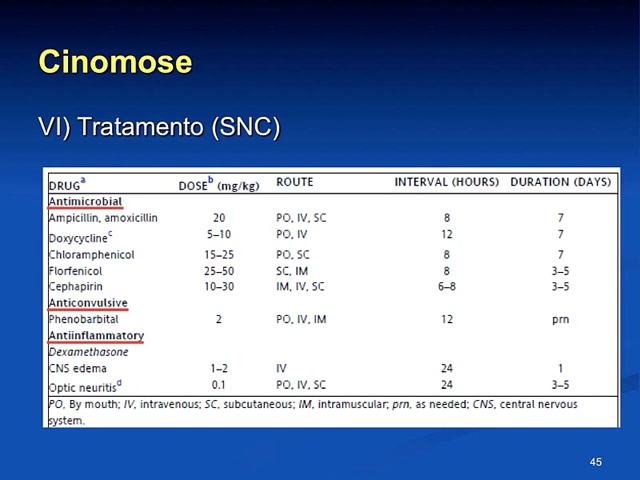 Cinomose
VI) Tratamento (SNC)
DRUGa DOSEb (mg/kg) ROUTE INTERVAL (HOURS) DURATION (DAYS)
Antimicrobial
Ampicillin, amoxicillin 20 PO, IV, SC 8 7
Doxycyclinec 5–10 PO, IV 12 7
Chloramphenicol 15–25 PO, SC 8 7
Florfenicol 25–50 SC, IM 8 3–5
Cephapirin 10–30 IM, IV, SC 6–8 3–5
Anticonvulsive
Phenobarbital 2 PO, IV, IM 12 prn
Antiinflammatory
Dexamethasone
CNS edema 1–2 IV 24 1
Optic neuritisd 0.1 PO, IV, SC 24 3–5
PO, By mouth; IV, intravenous; SC, subcutaneous; IM, intramuscular; prn, as needed; CNS, central nervous
system.
45